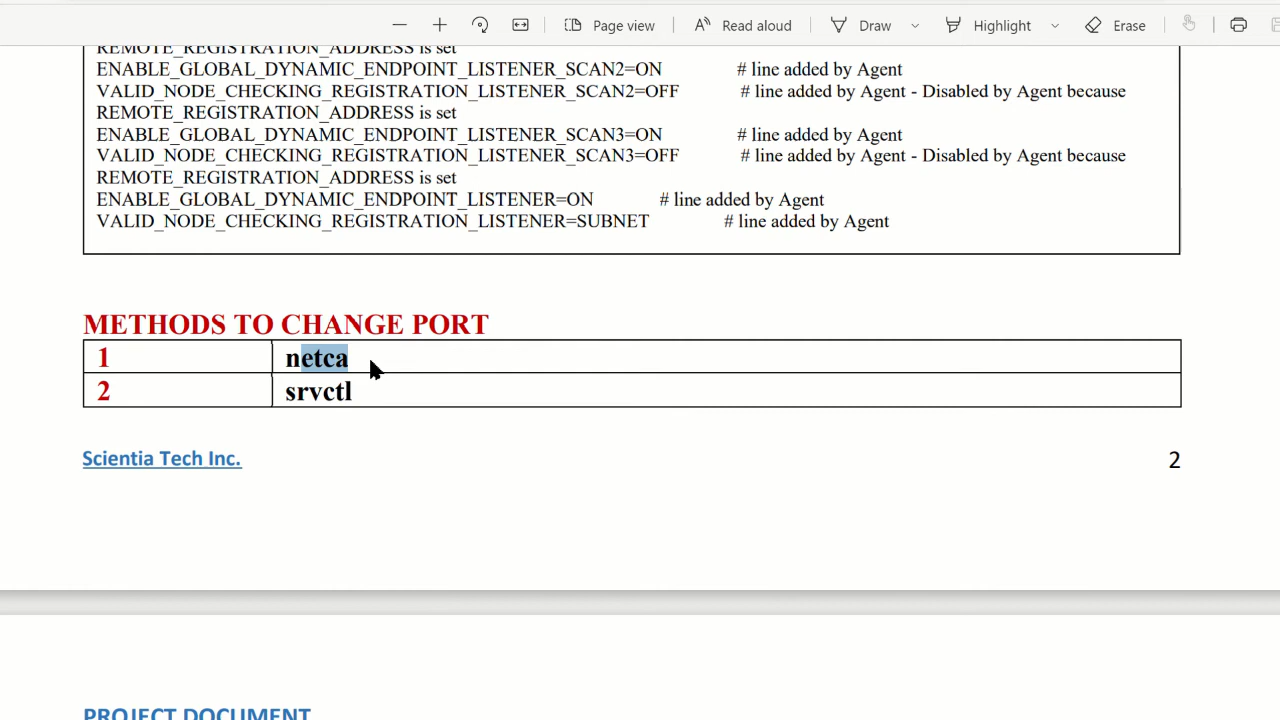 Page view Read aloud Draw Highlight Erase
REMOTE_REGISTRATION_ADDRESS is set
ENABLE_GLOBAL_DYNAMIC_ENDPOINT_LISTENER_SCAN2=ON # line added by Agent
VALID_NODE_CHECKING_REGISTRATION_LISTENER_SCAN2=OFF # line added by Agent - Disabled by Agent because
REMOTE_REGISTRATION_ADDRESS is set
ENABLE_GLOBAL_DYNAMIC_ENDPOINT_LISTENER_SCAN3=ON # line added by Agent
VALID_NODE_CHECKING_REGISTRATION_LISTENER_SCAN3=OFF # line added by Agent - Disabled by Agent because
REMOTE_REGISTRATION_ADDRESS is set
ENABLE_GLOBAL_DYNAMIC_ENDPOINT_LISTENER=ON # line added by Agent
VALID_NODE_CHECKING_REGISTRATION_LISTENER=SUBNET # line added by Agent
METHODS TO CHANGE PORT
1 netca
2 srvctl
Scientia Tech Inc. 2
PROJECT DOCUMENT